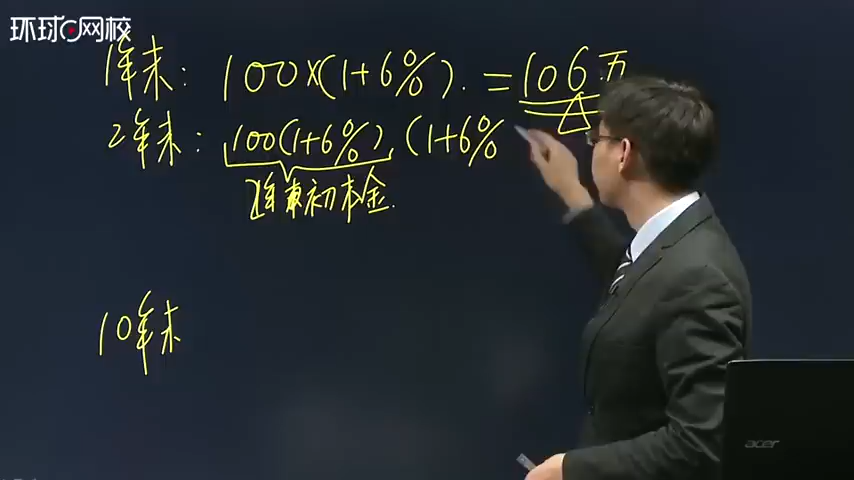 环球网校
1年末: 100×(1+6%). =106万
2年末: 100(1+6%).(1+6%
2年初本金.
10年末
acer